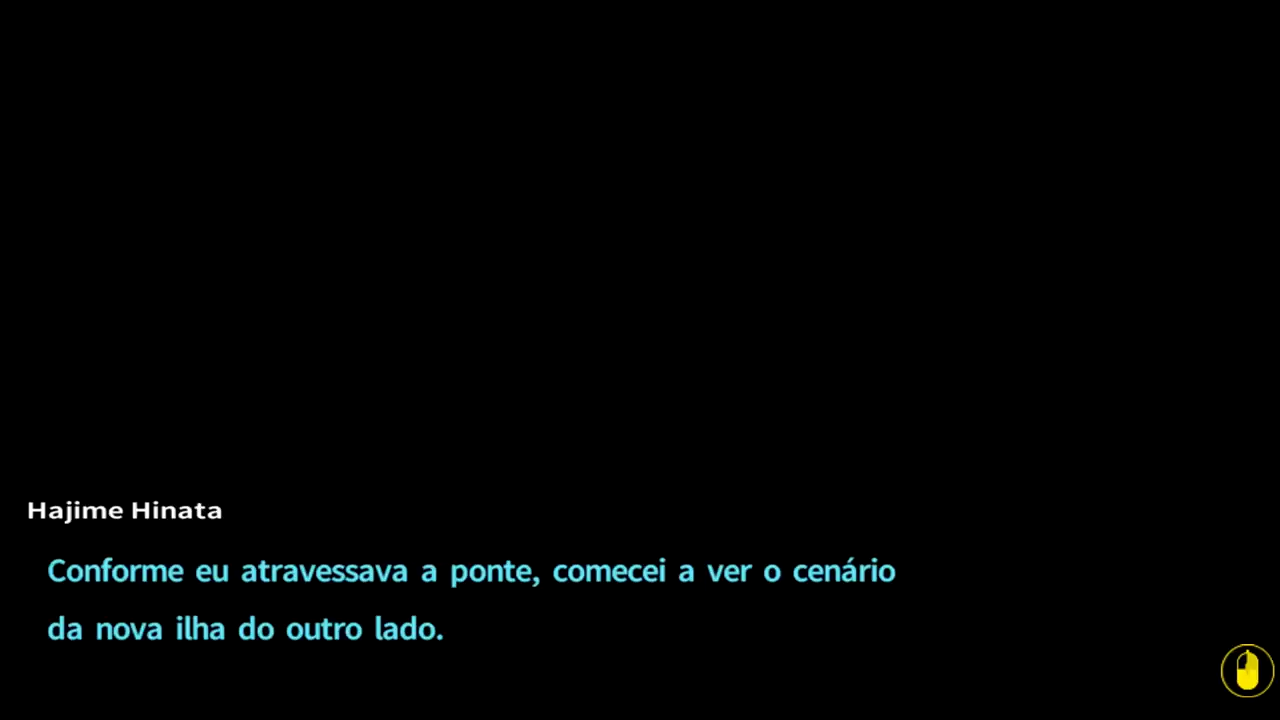 Hajime Hinata
Conforme eu atravessava a ponte, comecei a ver o cenário
da nova ilha do outro lado.